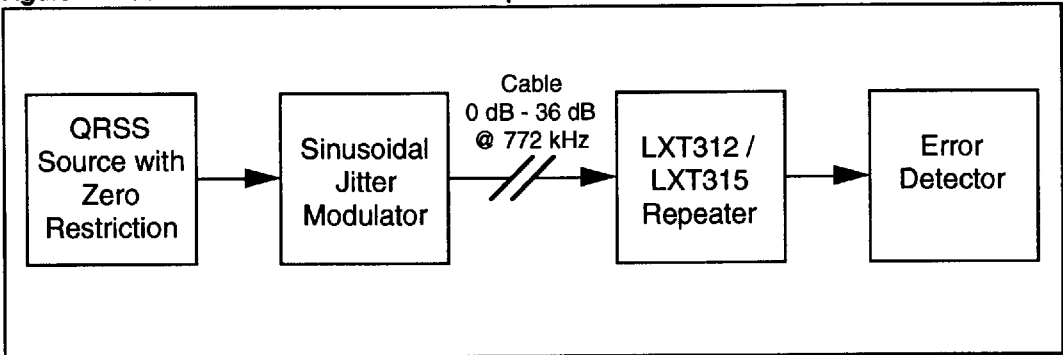 QRSS
Source with
Zero
Restriction
Sinusoidal
Jitter
Modulator
Cable
0 dB - 36 dB
@ 772 kHz
LXT312 /
LXT315
Repeater
Error
Detector